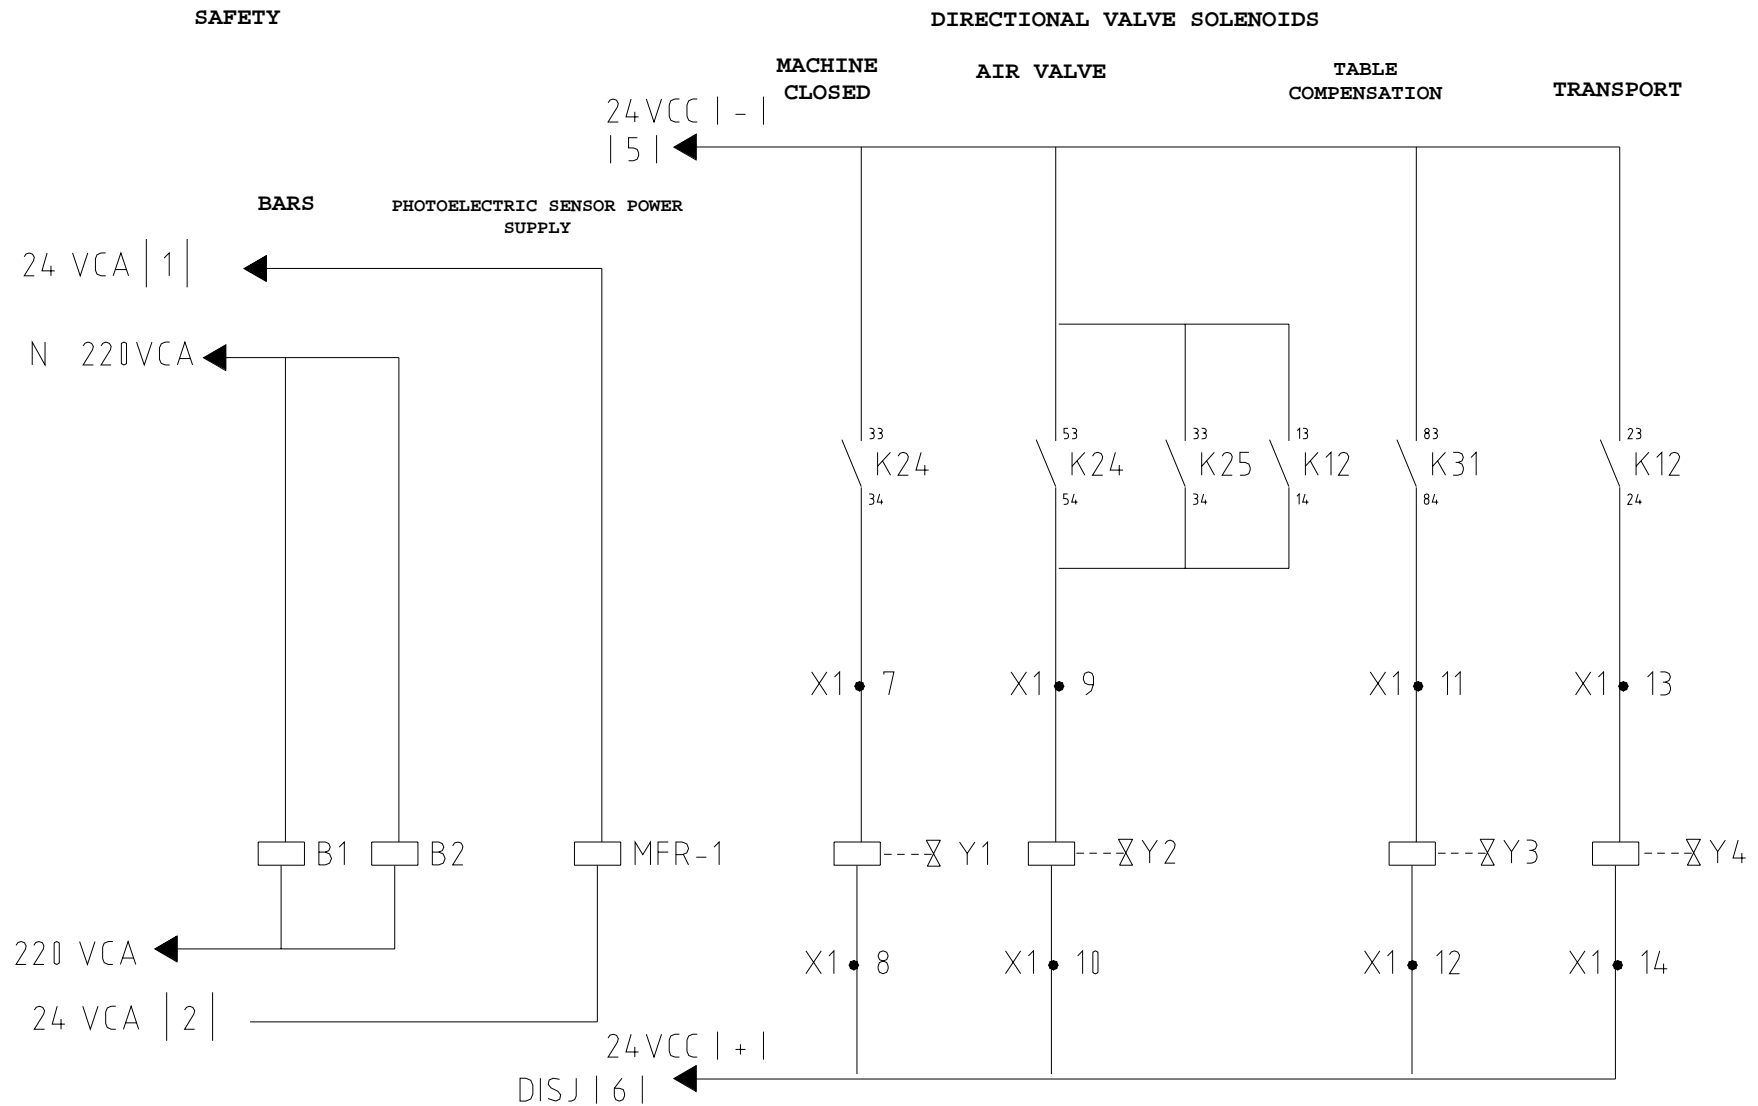 SAFETY
DIRECTIONAL VALVE SOLENOIDS
MACHINE
CLOSED
AIR VALVE
TABLE
COMPENSATION
TRANSPORT
24VCC | - |
| 5 |
BARS
PHOTOELECTRIC SENSOR POWER
SUPPLY
24 VCA | 1 |
N 220VCA
33
K24
34
53
K24
54
33
K25
34
13
K12
14
83
K31
84
23
K12
24
X1 7
X1 9
X1 11
X1 13
B1
B2
MFR-1
Y1
Y2
Y3
Y4
220 VCA
X1 8
X1 10
X1 12
X1 14
24 VCA | 2 |
24VCC | + |
DISJ | 6 |